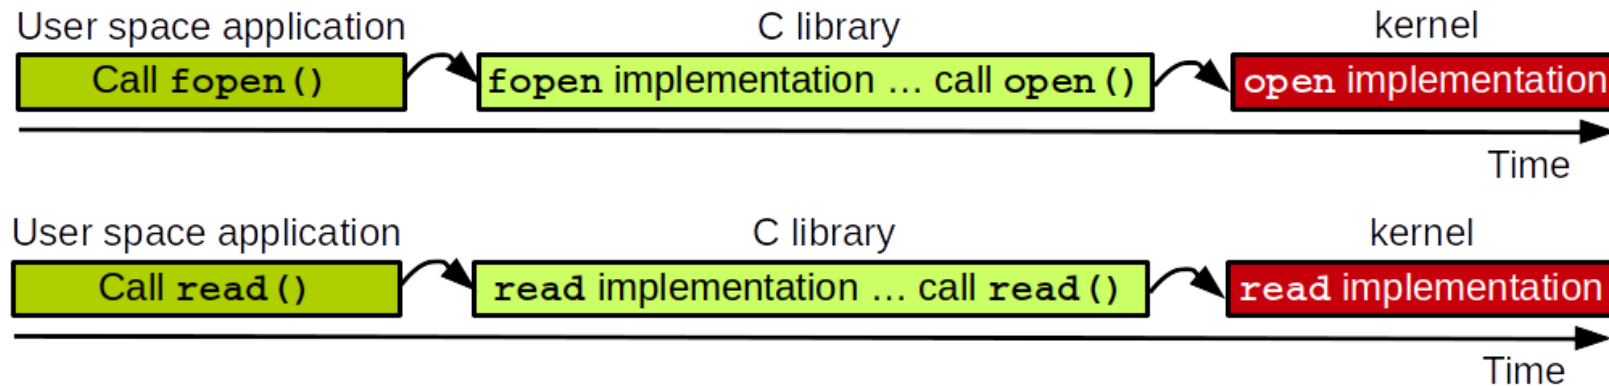 User space application C library kernel
Call fopen() fopen implementation … call open() open implementation
Time
User space application C library kernel
Call read() read implementation … call read() read implementation
Time